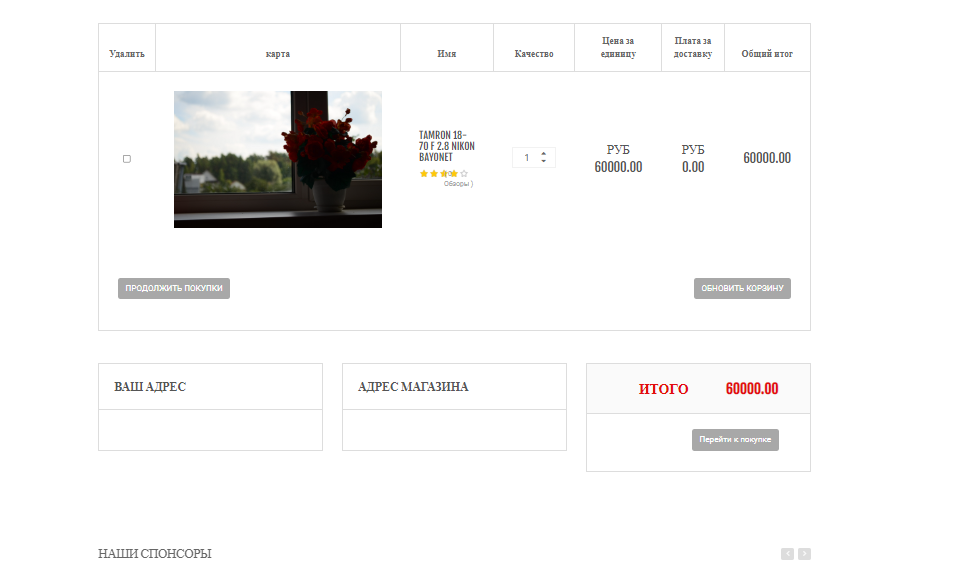 Удалить
карта
Имя
Качество
Цена за
единицу
Плата за
доставку
Общий итог
TAMRON 18-
70 F 2.8 NIKON
BAYONET
Обзоры )
1
РУБ
60000.00
РУБ
0.00
60000.00
ПРОДОЛЖИТЬ ПОКУПКИ
ОБНОВИТЬ КОРЗИНУ
ВАШ АДРЕС
АДРЕС МАГАЗИНА
ИТОГО 60000.00
Перейти к покупке
НАШИ СПОНСОРЫ